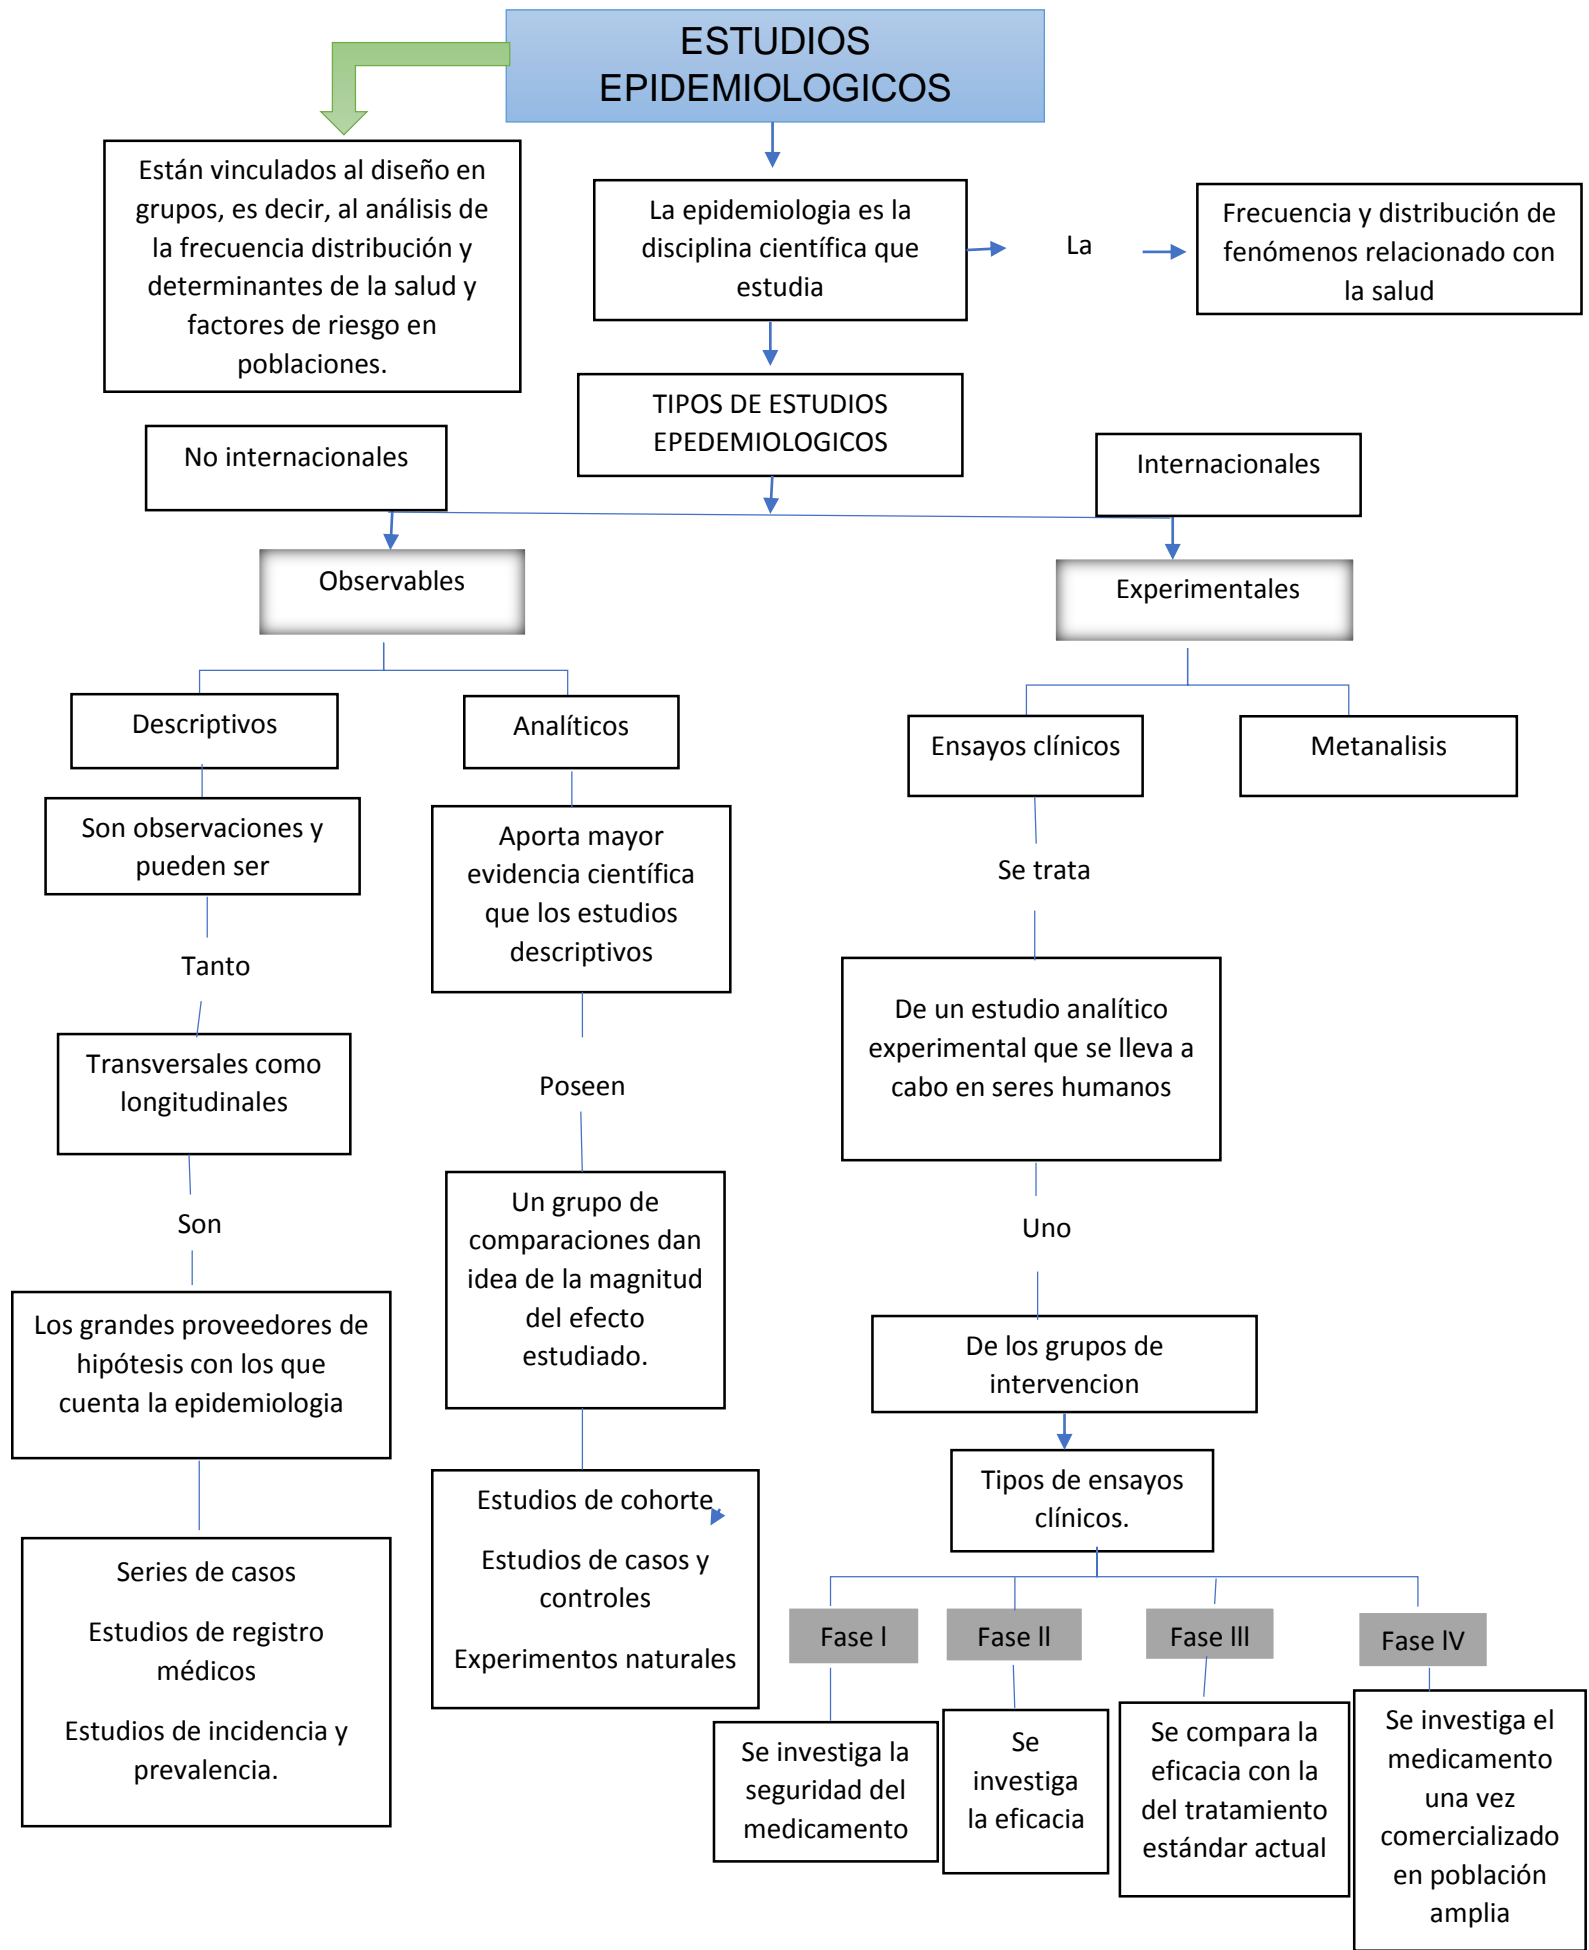 ESTUDIOS
EPIDEMIOLOGICOS
Están vinculados al diseño en
grupos, es decir, al análisis de
la frecuencia distribución y
determinantes de la salud y
factores de riesgo en
poblaciones.
La epidemiologia es la
disciplina científica que
estudia
La
Frecuencia y distribución de
fenómenos relacionado con
la salud
TIPOS DE ESTUDIOS
EPEDEMIOLOGICOS
No internacionales
Internacionales
Observables
Experimentales
Descriptivos
Analíticos
Ensayos clínicos
Metanalisis
Son observaciones y
pueden ser
Tanto
Transversales como
longitudinales
Son
Los grandes proveedores de
hipótesis con los que
cuenta la epidemiologia
Series de casos
Estudios de registro
médicos
Estudios de incidencia y
prevalencia.
Aporta mayor
evidencia científica
que los estudios
descriptivos
Poseen
Un grupo de
comparaciones dan
idea de la magnitud
del efecto
estudiado.
Estudios de cohorte
Estudios de casos y
controles
Experimentos naturales
Se trata
De un estudio analítico
experimental que se lleva a
cabo en seres humanos
Uno
De los grupos de
intervencion
Tipos de ensayos
clínicos.
Fase l
Fase ll
Fase lll
Fase lV
Se investiga la
seguridad del
medicamento
Se
investiga
la eficacia
Se compara la
eficacia con la
del tratamiento
estándar actual
Se investiga el
medicamento
una vez
comercializado
en población
amplia